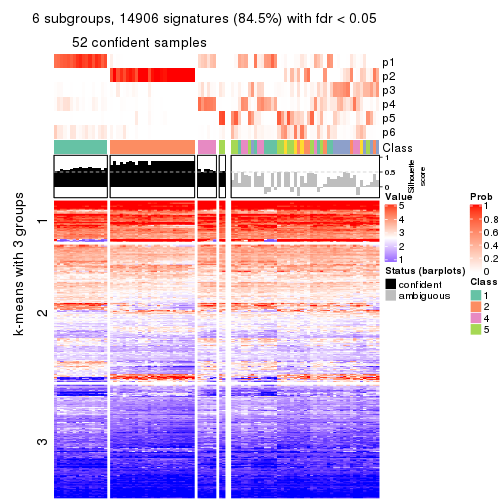 6 subgroups, 14906 signatures (84.5%) with fdr < 0.05
52 confident samples
p1
p2
p3
p4
p5
p6
Class
1
0.5
0
Silhouette
score
k-means with 3 groups
1
2
3
Value
5
4
3
2
1
Status (barplots)
confident
ambiguous
Prob
1
0.8
0.6
0.4
0.2
0
Class
1
2
4
5